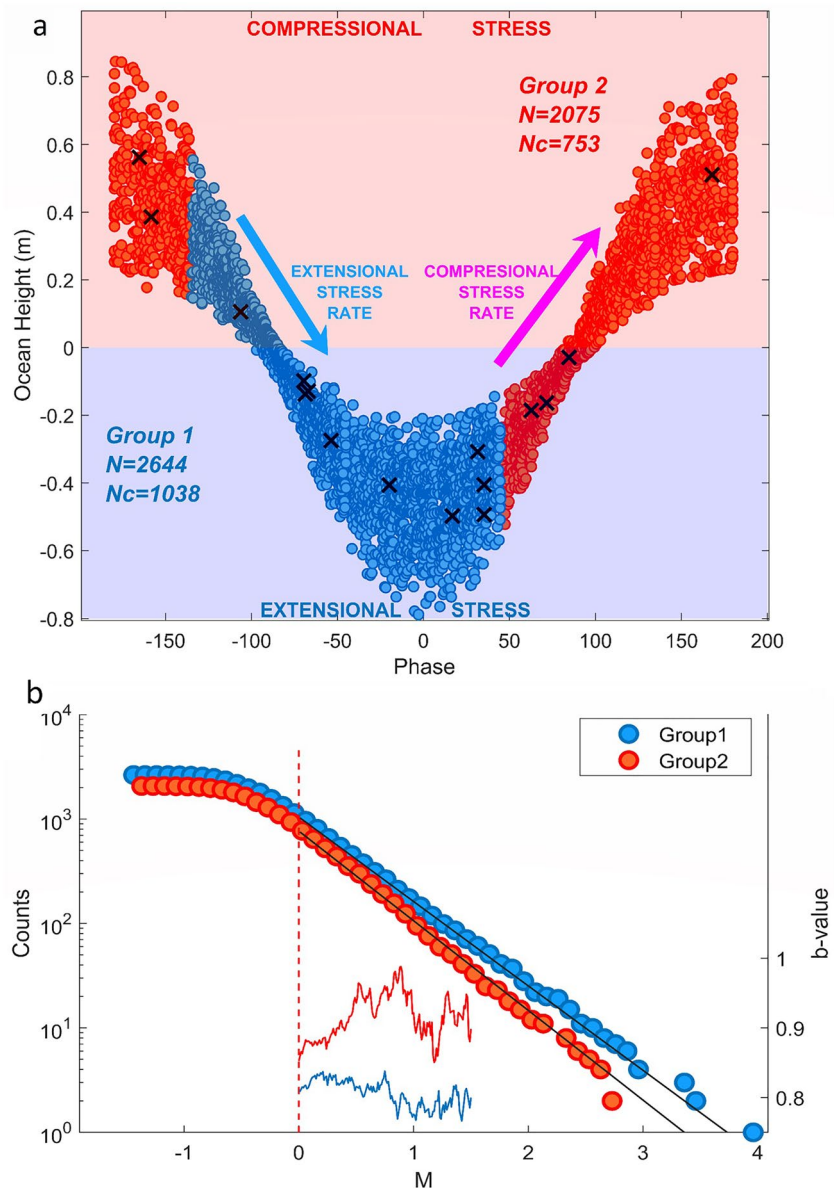 a
COMPRESSIONAL STRESS
Group 2
N=2075
Nc=753
EXTENSIONAL
STRESS
RATE
COMPRESIONAL
STRESS
RATE
Group 1
N=2644
Nc=1038
EXTENSIONAL STRESS
Ocean Height (m)
0.8
0.6
0.4
0.2
0
-0.2
-0.4
-0.6
-0.8
-150 -100 -50 0 50 100 150 200
Phase
b
Group1
Group2
Counts
10^4
10^3
10^2
10^1
10^0
b-value
1
0.9
0.8
-1 0 1 2 3 4
M